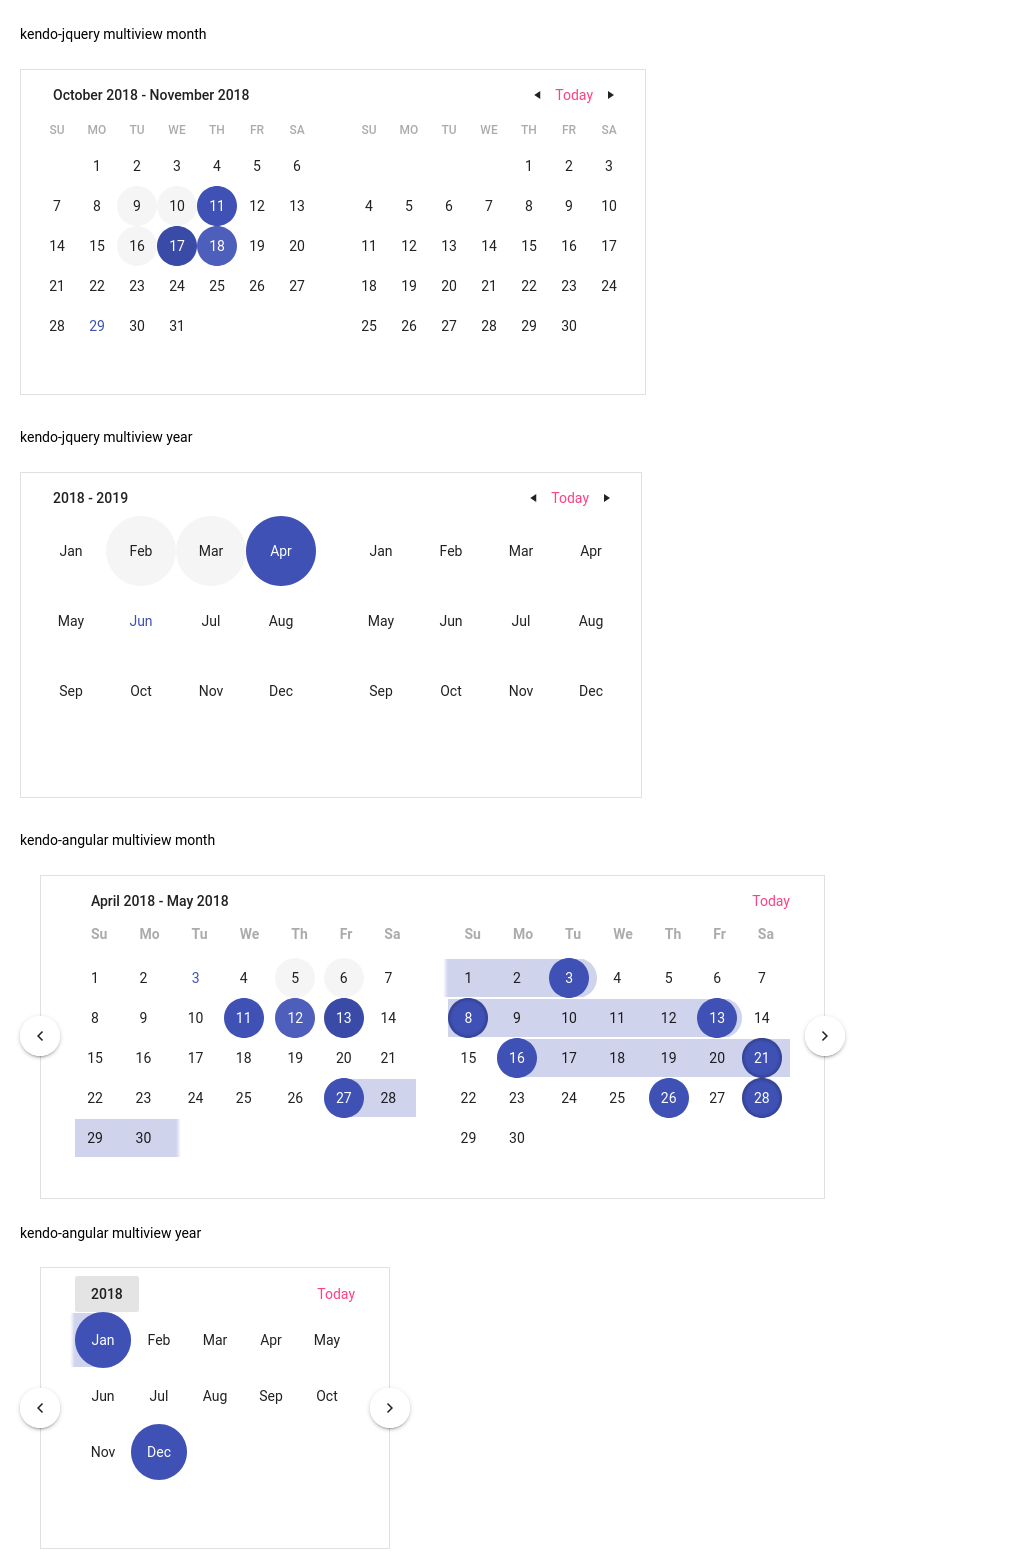 kendo-jquery multiview month
October 2018 - November 2018 Today
SU MO TU WE TH FR SA SU MO TU WE TH FR SA
1 2 3 4 5 6 1 2 3
7 8 9 10 11 12 13 4 5 6 7 8 9 10
14 15 16 17 18 19 20 11 12 13 14 15 16 17
21 22 23 24 25 26 27 18 19 20 21 22 23 24
28 29 30 31 25 26 27 28 29 30
kendo-jquery multiview year
2018 - 2019 Today
Jan Feb Mar Apr Jan Feb Mar Apr
May Jun Jul Aug May Jun Jul Aug
Sep Oct Nov Dec Sep Oct Nov Dec
kendo-angular multiview month
April 2018 - May 2018 Today
Su Mo Tu We Th Fr Sa Su Mo Tu We Th Fr Sa
1 2 3 4 5 6 7 1 2 3 4 5 6 7
8 9 10 11 12 13 14 8 9 10 11 12 13 14
15 16 17 18 19 20 21 15 16 17 18 19 20 21
22 23 24 25 26 27 28 22 23 24 25 26 27 28
29 30 29 30
kendo-angular multiview year
2018 Today
Jan Feb Mar Apr May
Jun Jul Aug Sep Oct
Nov Dec